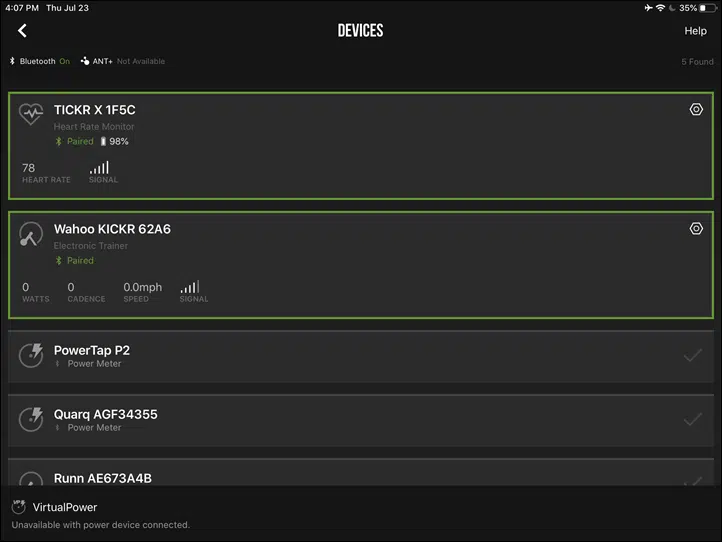 4:07 PM Thu Jul 23 35%
DEVICES
Help
Bluetooth On ANT+ Not Available
5 Found
TICKR X 1F5C
Heart Rate Monitor
Paired 98%
78
HEART RATE SIGNAL
Wahoo KICKR 62A6
Electronic Trainer
Paired
0 0 0.0mph
WATTS CADENCE SPEED SIGNAL
PowerTap P2
Power Meter
Quarq AGF34355
Power Meter
Runn AE673A4B
VP
VirtualPower
Unavailable with power device connected.